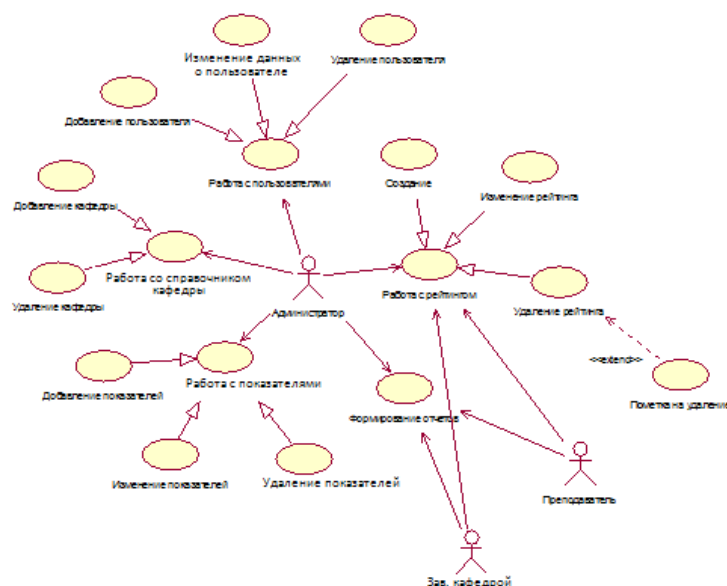 Изменение данных
о пользователе
Удаление пользователя
Добавление пользователя
Работа с пользователями
Создание
Изменение рейтинга
Добавление кафедры
Удаление кафедры
Работа со справочником
кафедры
Администратор
Работа с рейтингом
Удаление рейтинга
<<extend>>
Пометка на удаление
Добавление показателей
Работа с показателями
Формирование отчетов
Изменение показателей
Удаление показателей
Преподаватель
Зав. кафедрой